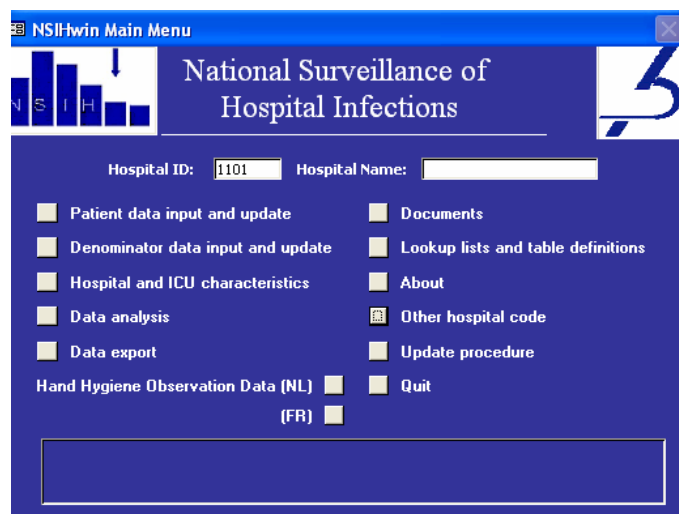 NSIHwin Main Menu
National Surveillance of
Hospital Infections
N S I H
Hospital ID: 1101 Hospital Name:
Patient data input and update
Documents
Denominator data input and update
Lookup lists and table definitions
Hospital and ICU characteristics
About
Data analysis
Other hospital code
Data export
Update procedure
Hand Hygiene Observation Data (NL)
Quit
(FR)